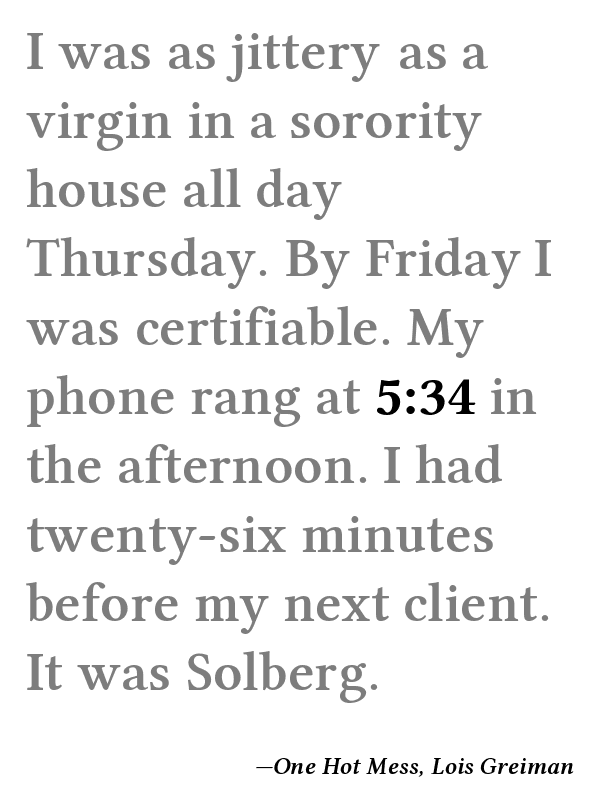 I was as jittery as a
virgin in a sorority
house all day
Thursday. By Friday I
was certifiable. My
phone rang at 5:34 in
the afternoon. I had
twenty-six minutes
before my next client.
It was Solberg.
—One Hot Mess, Lois Greiman